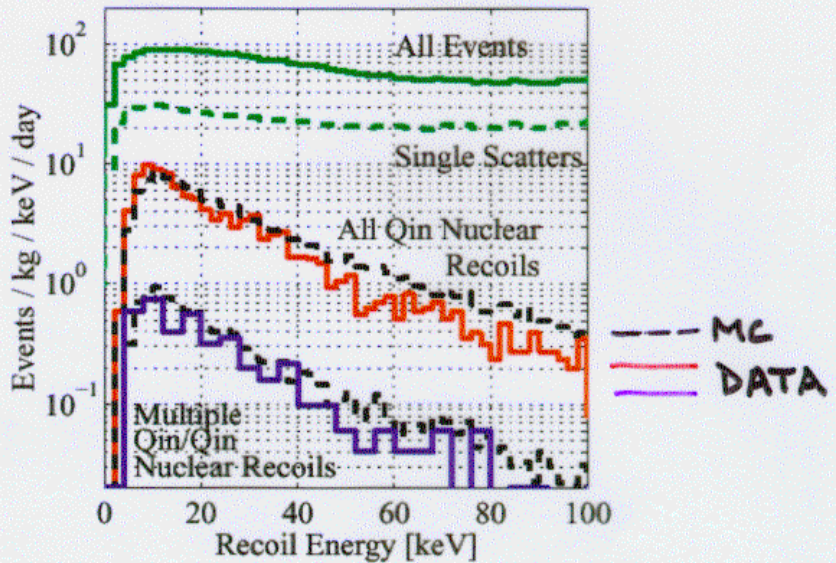 10²
All Events
Single Scatters
10¹
All Qin Nuclear
Recoils
10⁰
10⁻¹
Multiple
Qin/Qin
Nuclear Recoils
Events / kg / keV / day
0 20 40 60 80 100
Recoil Energy [keV]
MC
DATA